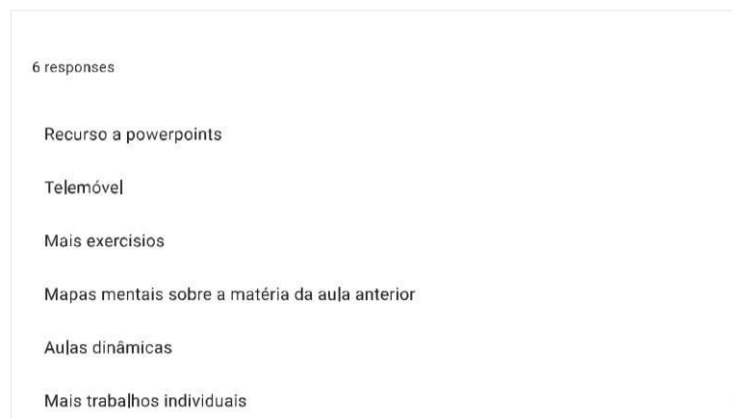 6 responses
Recurso a powerpoints
Telemóvel
Mais exercisios
Mapas mentais sobre a matéria da aula anterior
Aulas dinâmicas
Mais trabalhos individuais